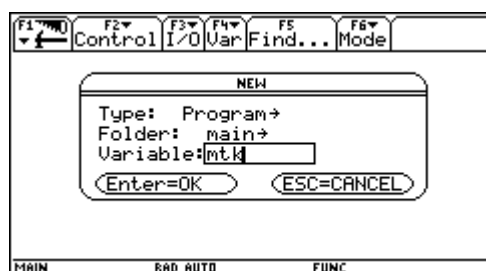 F1 F2 F3 F4 F5 F6
Control I/O Var Find... Mode
NEW
Type: Program→
Folder: main→
Variable: mtk
Enter=OK ESC=CANCEL
MAIN RAD AUTO FUNC